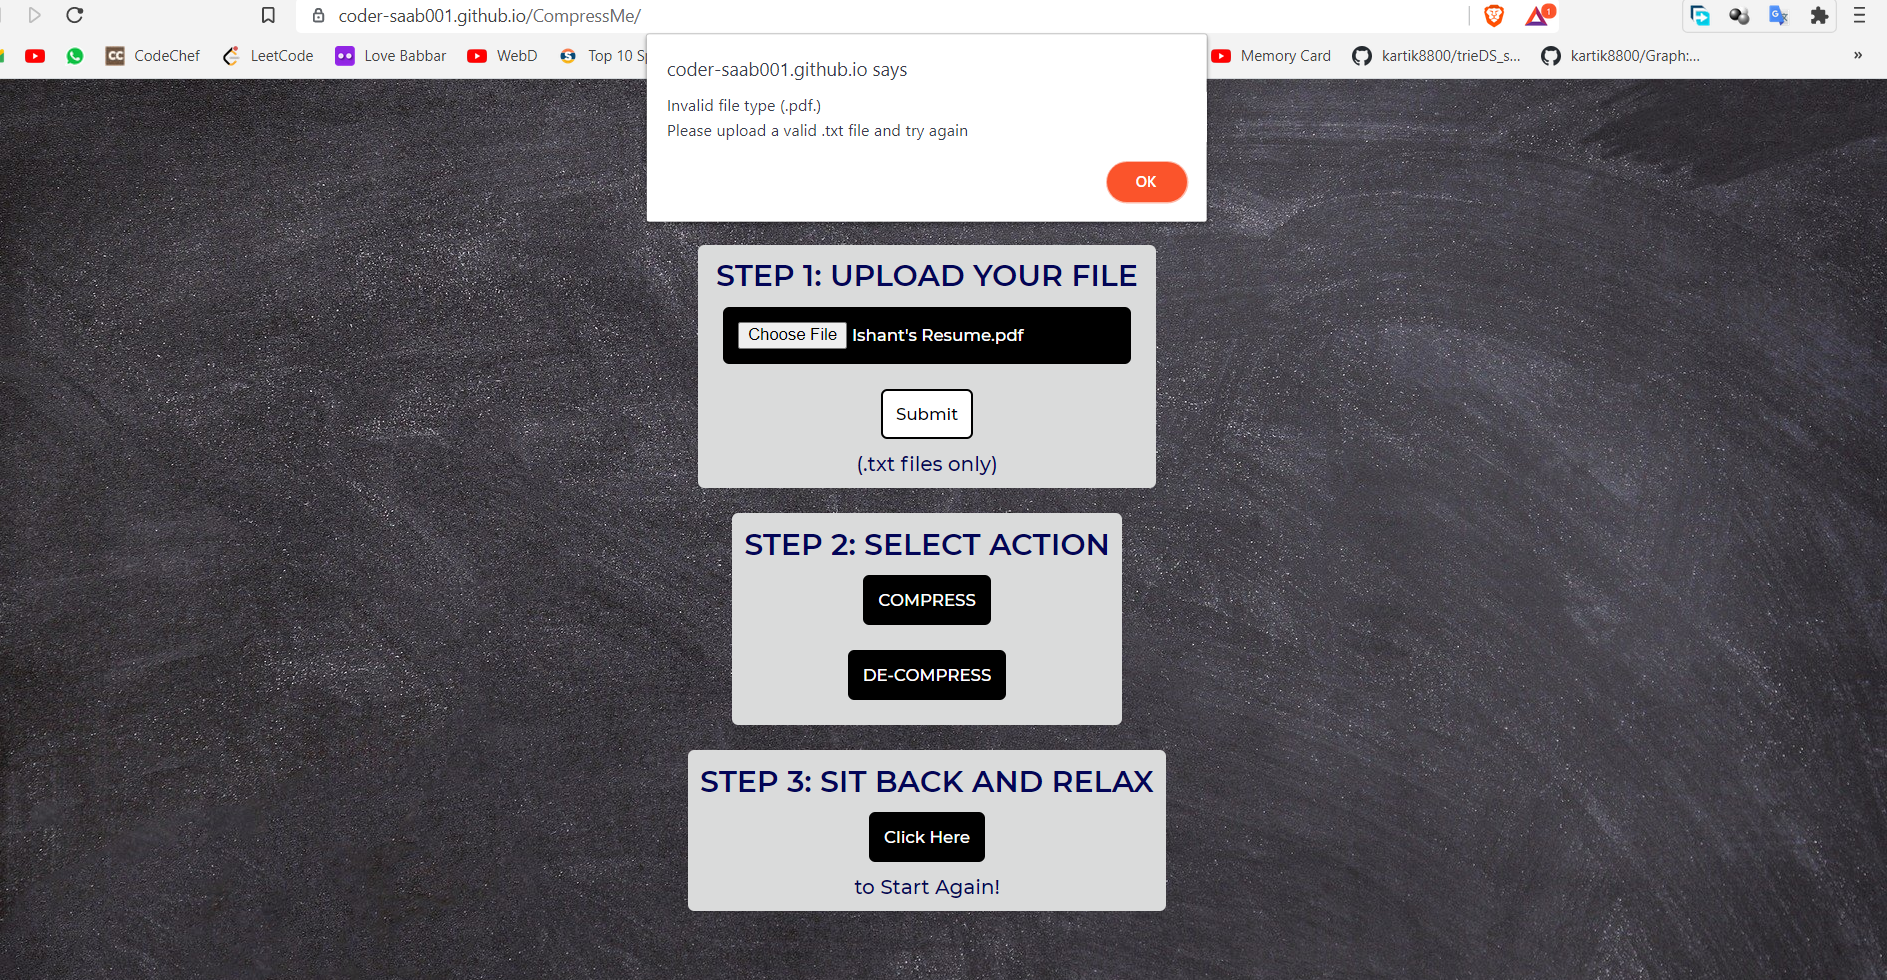 coder-saab001.github.io/CompressMe/
1
CC CodeChef LeetCode Love Babbar WebD Top 10 Memory Card kartik8800/trieDS_s... kartik8800/Graph:... »
coder-saab001.github.io says
Invalid file type (.pdf.)
Please upload a valid .txt file and try again
OK
STEP 1: UPLOAD YOUR FILE
Choose File Ishant's Resume.pdf
Submit
(.txt files only)
STEP 2: SELECT ACTION
COMPRESS
DE-COMPRESS
STEP 3: SIT BACK AND RELAX
Click Here
to Start Again!